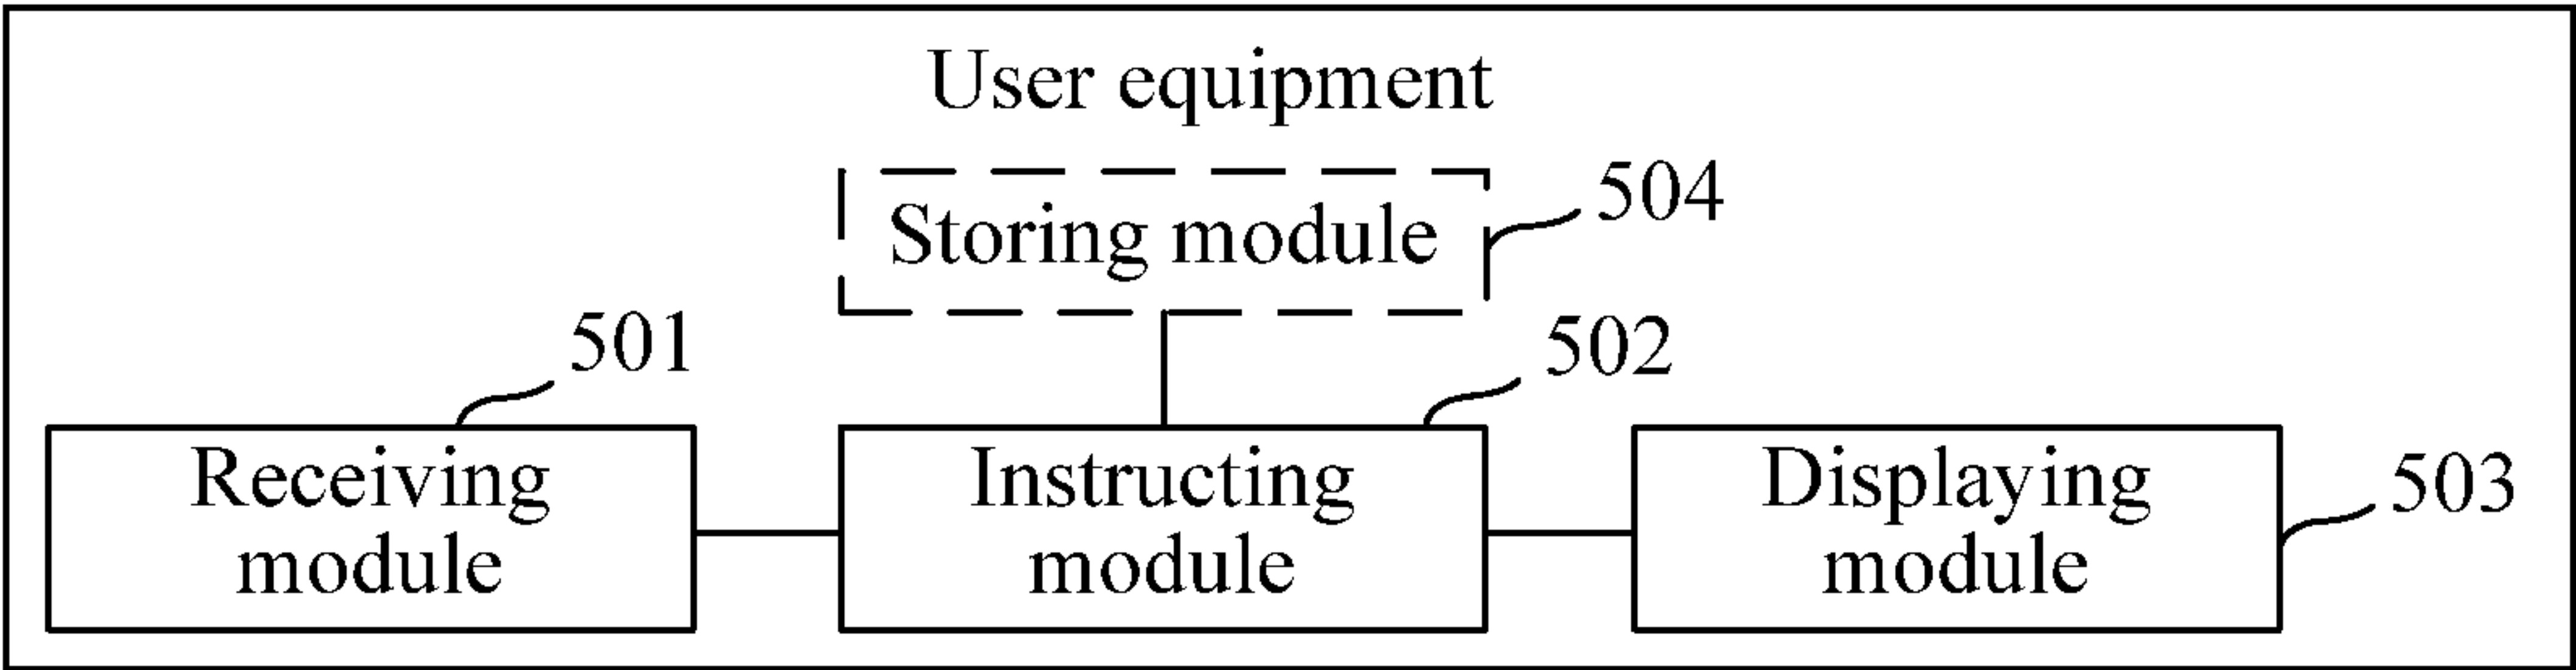 User equipment
Storing module
504
501
502
Receiving
module
Instructing
module
Displaying
module
503